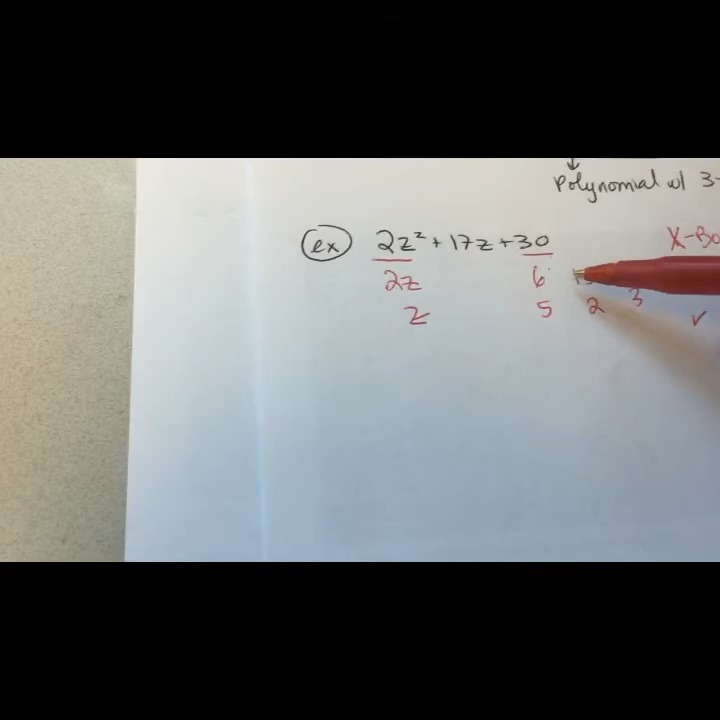 Polynomial w/ 3-
ex 2z² + 17z + 30 X-Bo
2z 6
z 5 2 3 ✓